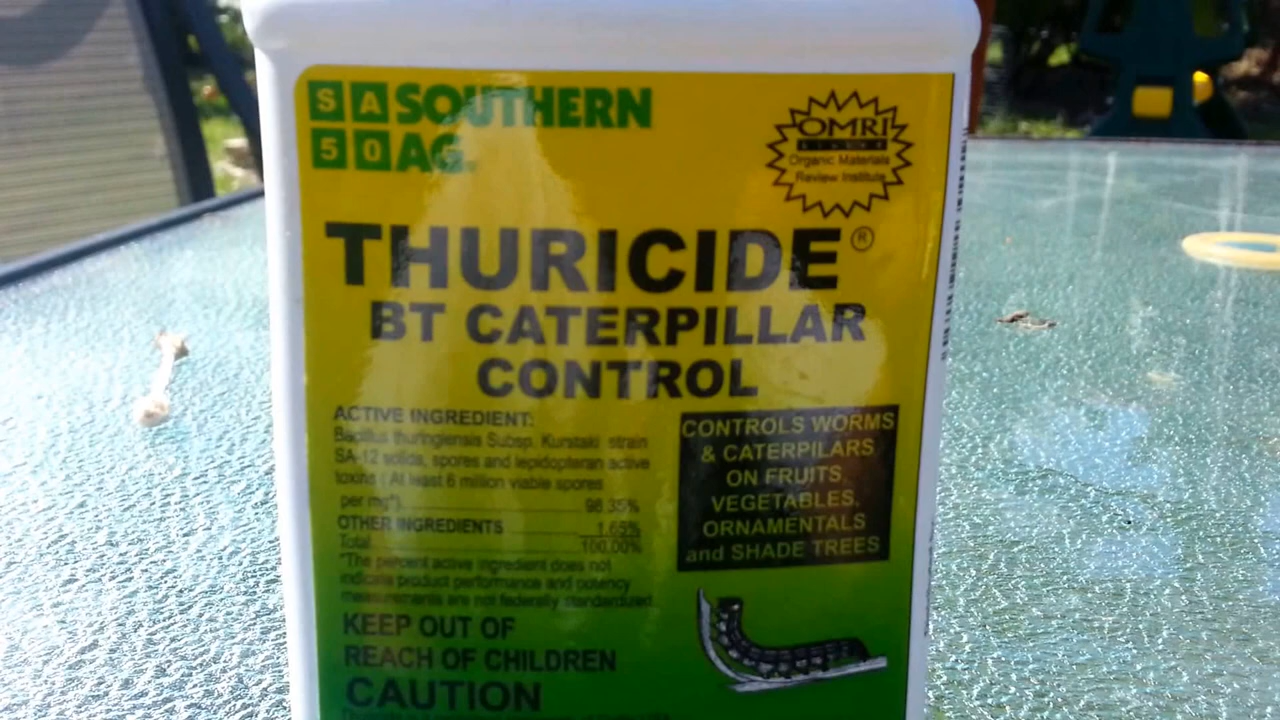 SA SOUTHERN
50 AG
OMRI
LISTED
Organic Materials
Review Institute
THURICIDE®
BT CATERPILLAR
CONTROL
ACTIVE INGREDIENT:
Bacillus thuringiensis Subsp. Kurstaki strain
SA-12 solids, spores and lepidopteran active
toxins ( At least 6 million viable spores
per mg*) 98.35%
OTHER INGREDIENTS 1.65%
Total 100.00%
*The percent active ingredient does not
indicate product performance and potency
measurements are not federally standardized
CONTROLS WORMS
& CATERPILARS
ON FRUITS,
VEGETABLES,
ORNAMENTALS
and SHADE TREES
KEEP OUT OF
REACH OF CHILDREN
CAUTION